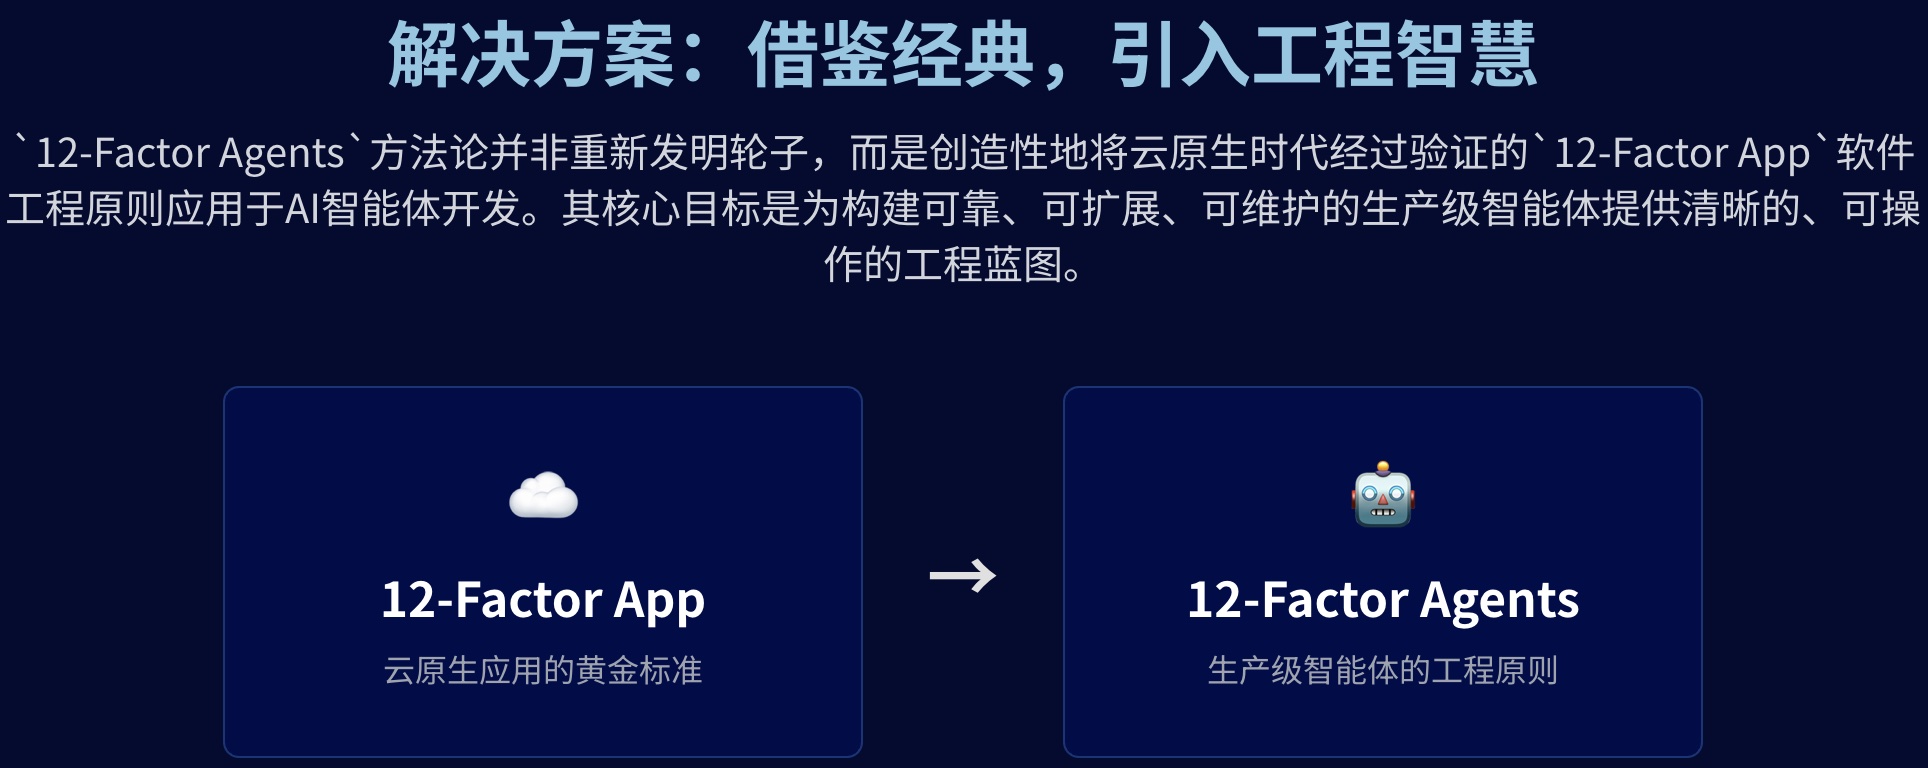 解决方案：借鉴经典，引入工程智慧
`12-Factor Agents`方法论并非重新发明轮子，而是创造性地将云原生时代经过验证的`12-Factor App`软件
工程原则应用于AI智能体开发。其核心目标是为构建可靠、可扩展、可维护的生产级智能体提供清晰的、可操
作的工程蓝图。
12-Factor App
云原生应用的黄金标准
→
12-Factor Agents
生产级智能体的工程原则